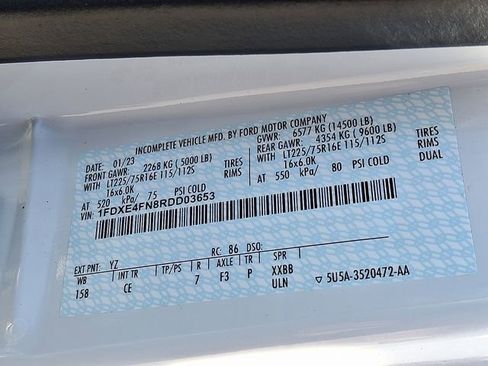 INCOMPLETE VEHICLE MFD. BY FORD MOTOR COMPANY
DATE: 01/23 GVWR: 6577 KG (14500 LB)
FRONT GAWR: 2268 KG ( 5000 LB) REAR GAWR: 4354 KG ( 9600 LB)
WITH LT225/75R16E 115/112S TIRES WITH LT225/75R16E 115/112S TIRES
16x6.0K RIMS 16x6.0K RIMS
AT 520 kPa/ 75 PSI COLD AT 550 kPa/ 80 PSI COLD DUAL
VIN: 1FDXE4FN8RDD03653
EXT PNT: YZ RC: 86 DSO:
WB INT TR TP/PS R AXLE TR SPR
158 CE 7 F3 P XXBB
ULN ▽ 5U5A-3520472-AA